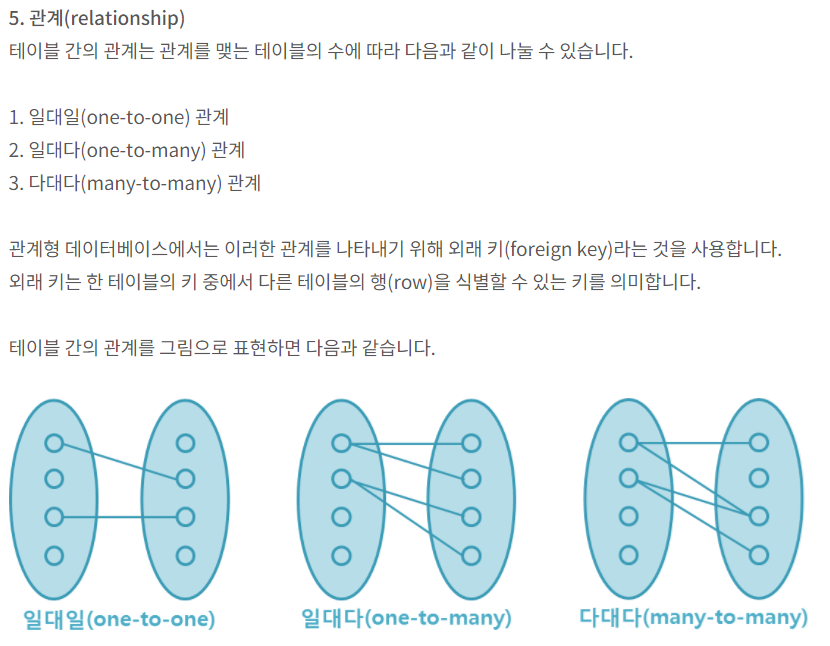 5. 관계(relationship)
테이블 간의 관계는 관계를 맺는 테이블의 수에 따라 다음과 같이 나눌 수 있습니다.
1. 일대일(one-to-one) 관계
2. 일대다(one-to-many) 관계
3. 다대다(many-to-many) 관계
관계형 데이터베이스에서는 이러한 관계를 나타내기 위해 외래 키(foreign key)라는 것을 사용합니다.
외래 키는 한 테이블의 키 중에서 다른 테이블의 행(row)을 식별할 수 있는 키를 의미합니다.
테이블 간의 관계를 그림으로 표현하면 다음과 같습니다.
일대일(one-to-one)
일대다(one-to-many)
다대다(many-to-many)